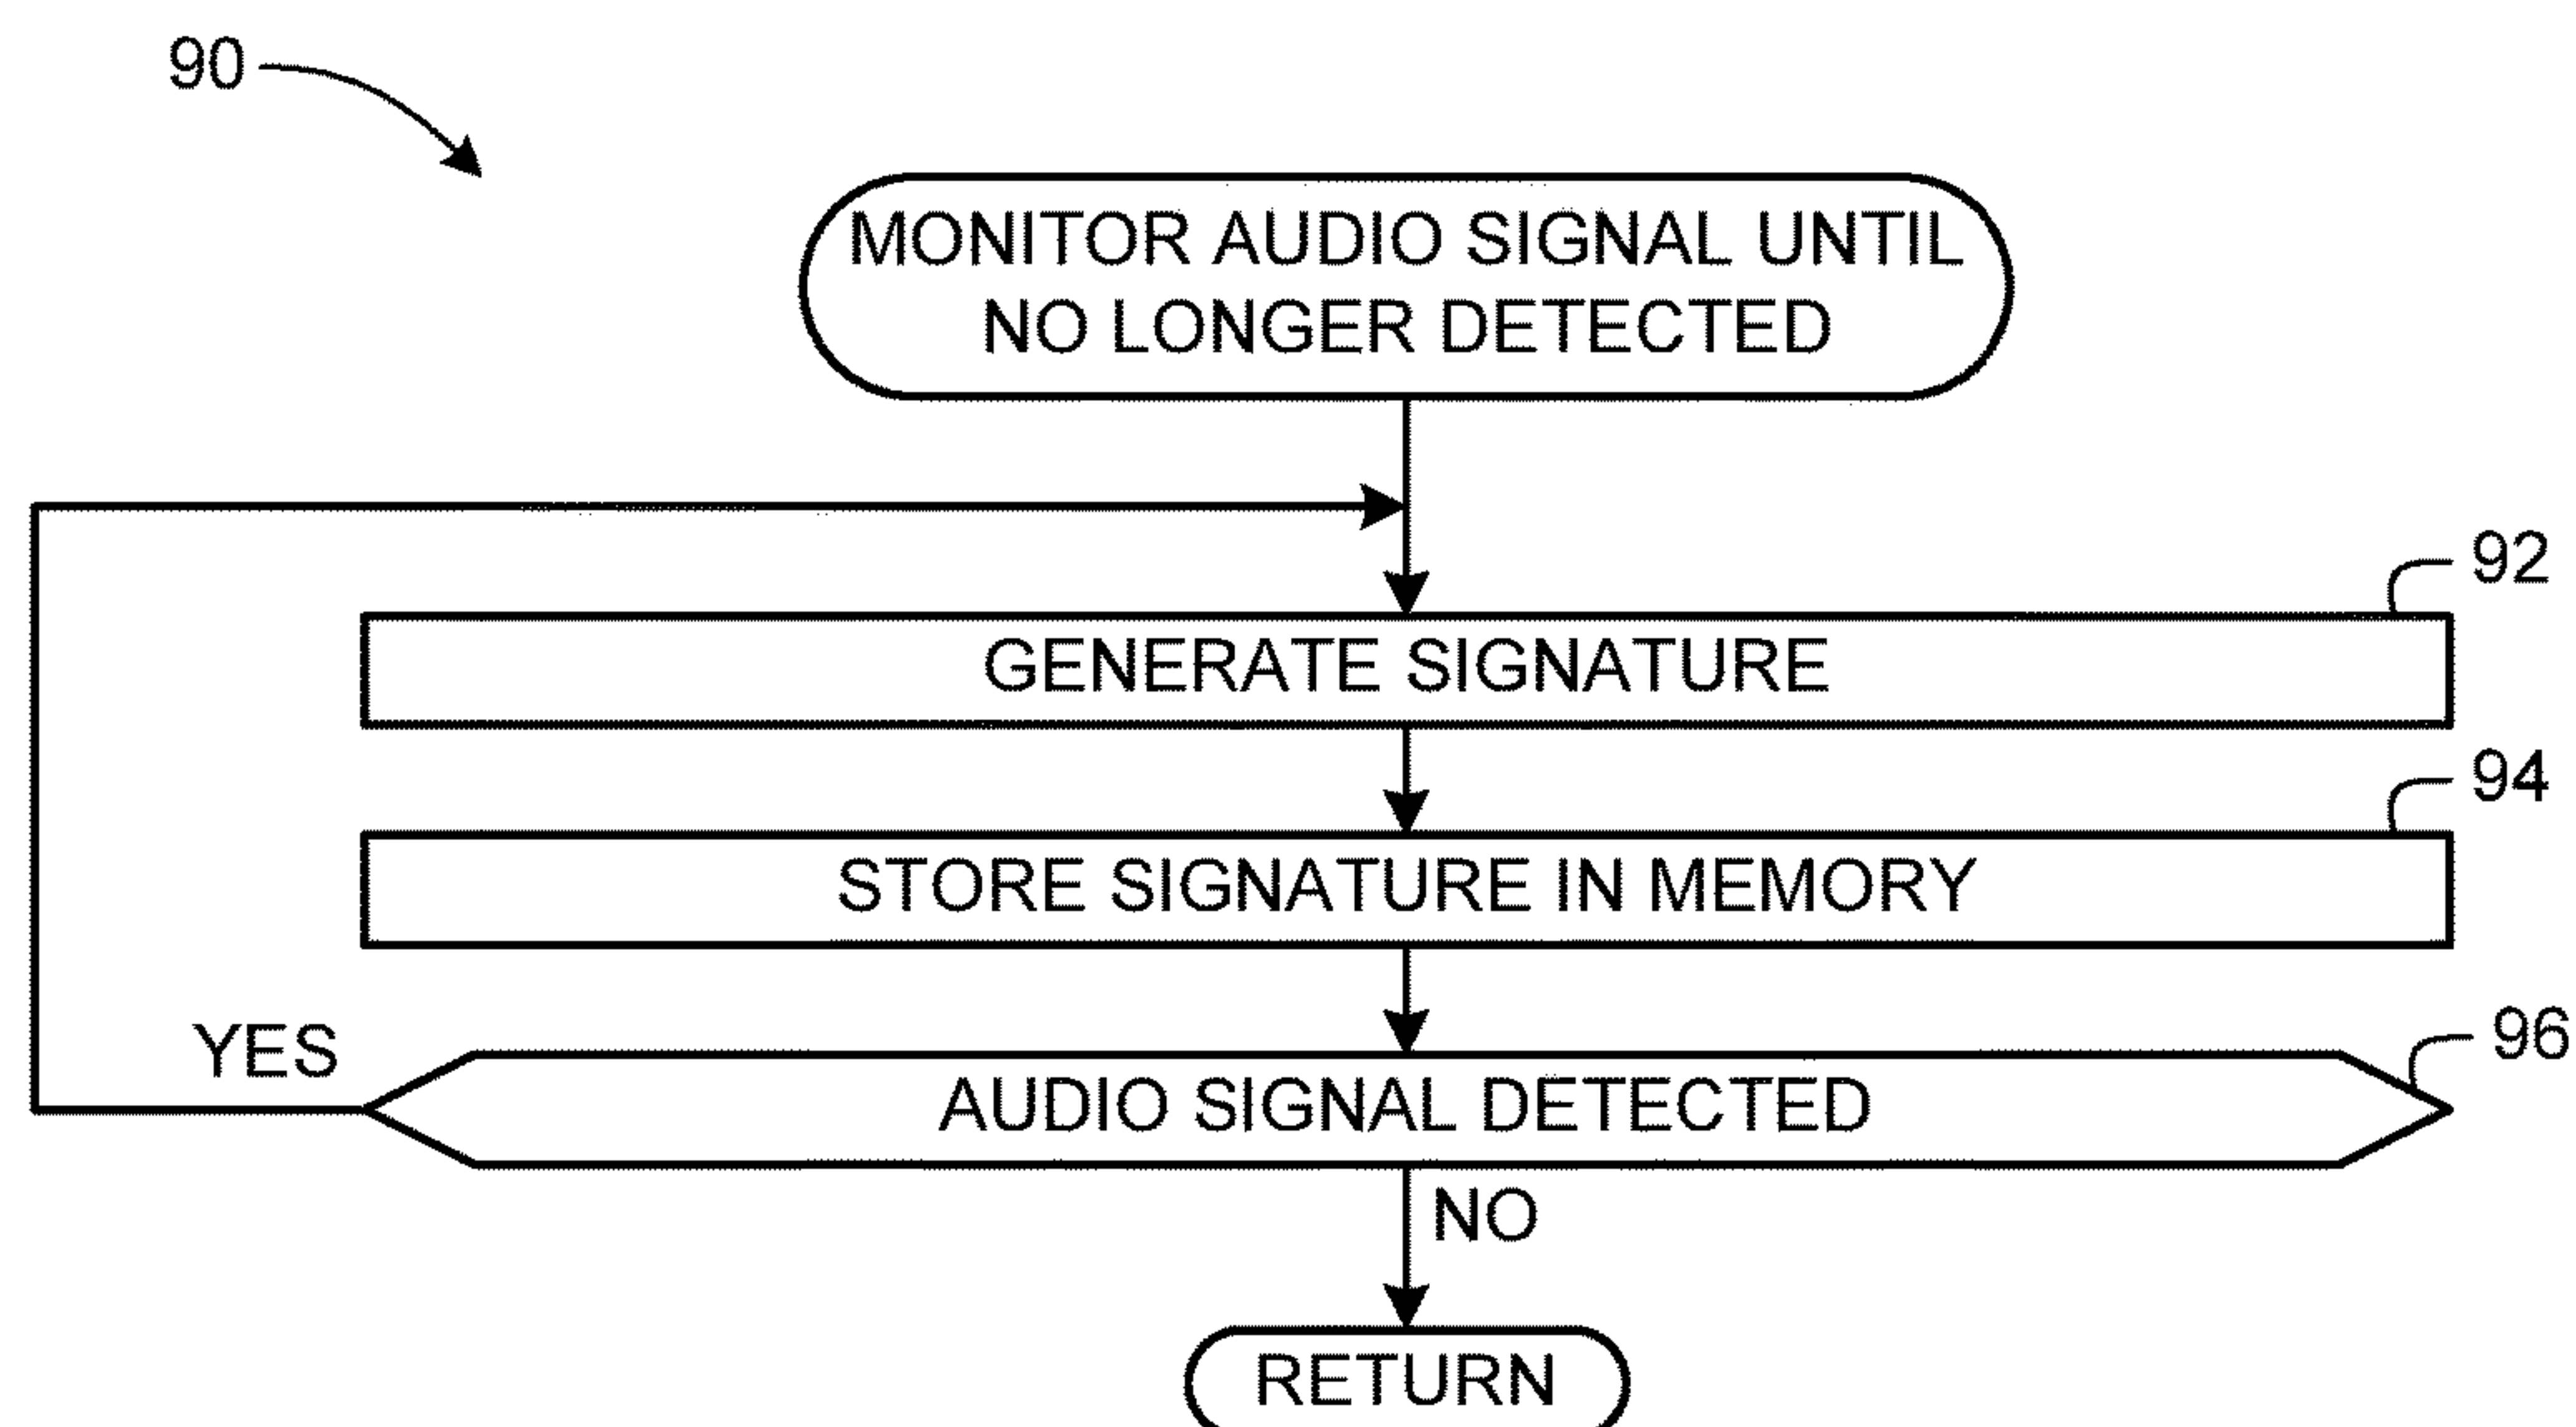 90
MONITOR AUDIO SIGNAL UNTIL
NO LONGER DETECTED
92
GENERATE SIGNATURE
94
STORE SIGNATURE IN MEMORY
96
YES
AUDIO SIGNAL DETECTED
NO
RETURN